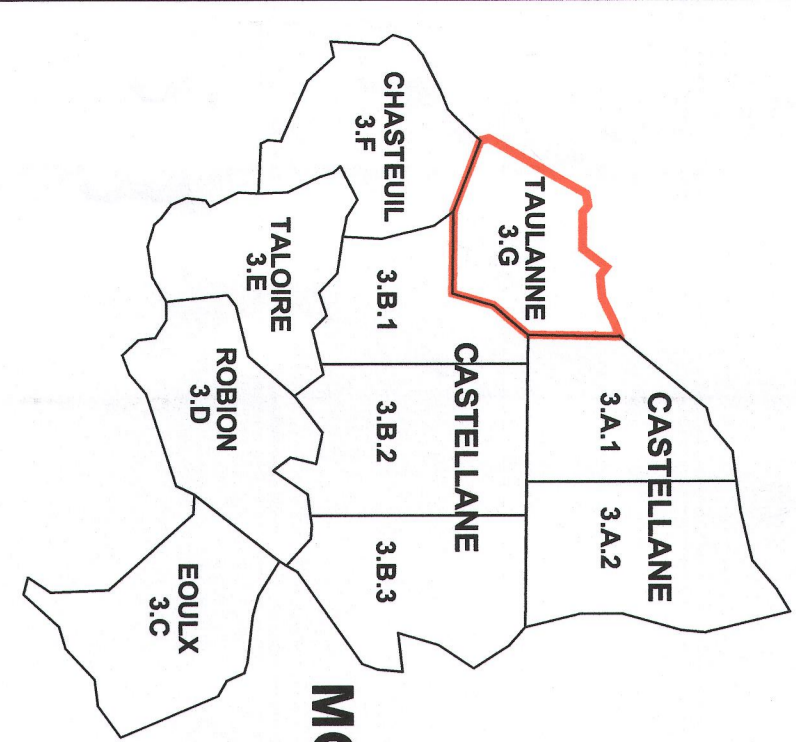 CASTELLANE
3.A.1
3.A.2
TAULANNE
3.G
CASTELLANE
3.B.1
3.B.2
3.B.3
CHASTEUIL
3.F
TALOIRE
3.E
ROBION
3.D
EOULX
3.C